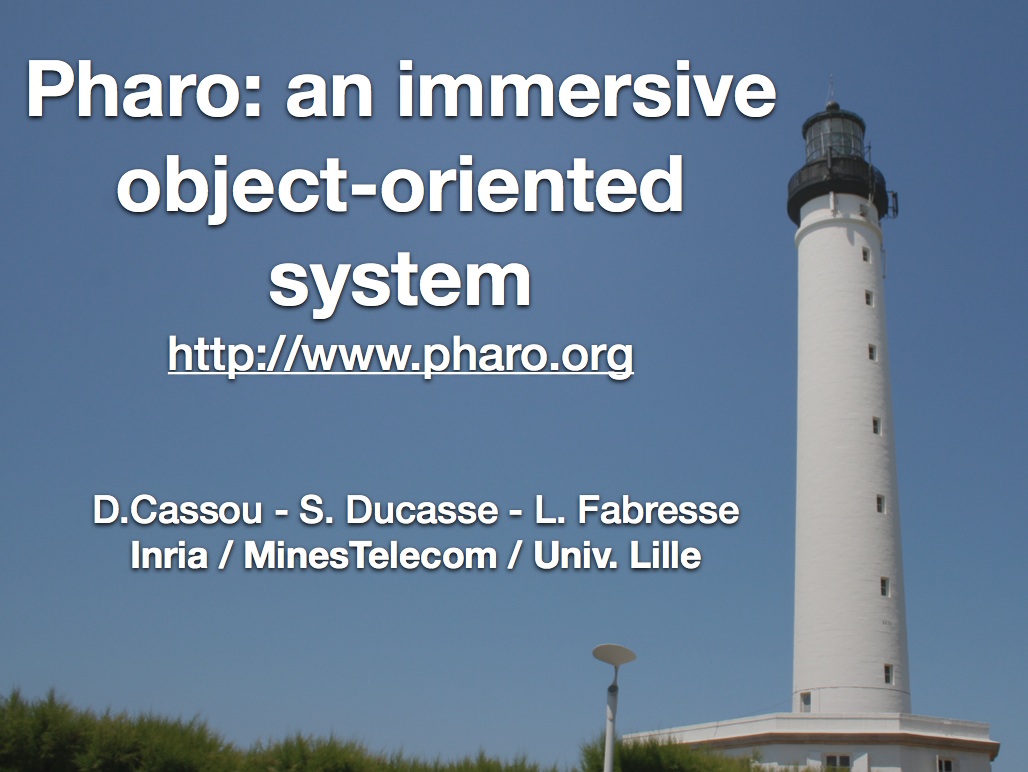 Pharo: an immersive
object-oriented
system
http://www.pharo.org
D.Cassou - S. Ducasse - L. Fabresse
Inria / MinesTelecom / Univ. Lille